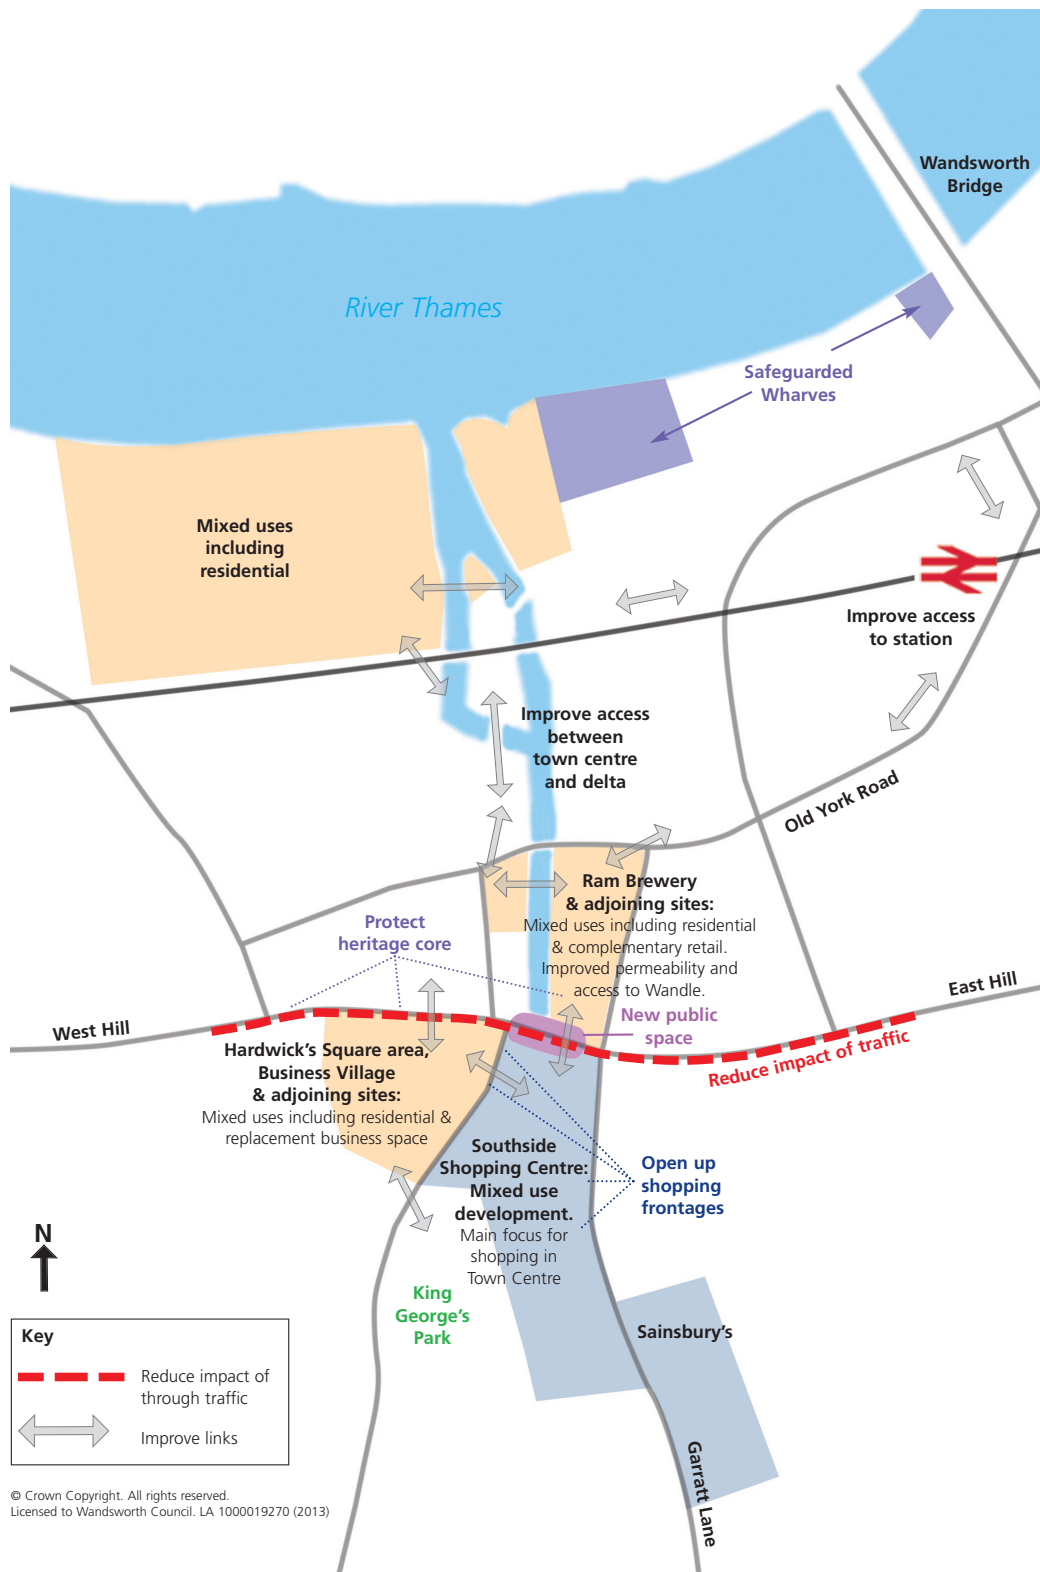 Wandsworth
Bridge
River Thames
Safeguarded
Wharves
Mixed uses
including
residential
Improve access
to station
Improve access
between
town centre
and delta
Old York Road
Ram Brewery
& adjoining sites:
Mixed uses including residential
& complementary retail.
Improved permeability and
access to Wandle.
Protect
heritage core
New public
space
East Hill
West Hill
Reduce impact of traffic
Hardwick's Square area,
Business Village
& adjoining sites:
Mixed uses including residential &
replacement business space
Southside
Shopping Centre:
Mixed use
development.
Main focus for
shopping in
Town Centre
Open up
shopping
frontages
N
King
George's
Park
Sainsbury's
Garratt Lane
Key
Reduce impact of
through traffic
Improve links
© Crown Copyright. All rights reserved.
Licensed to Wandsworth Council. LA 1000019270 (2013)